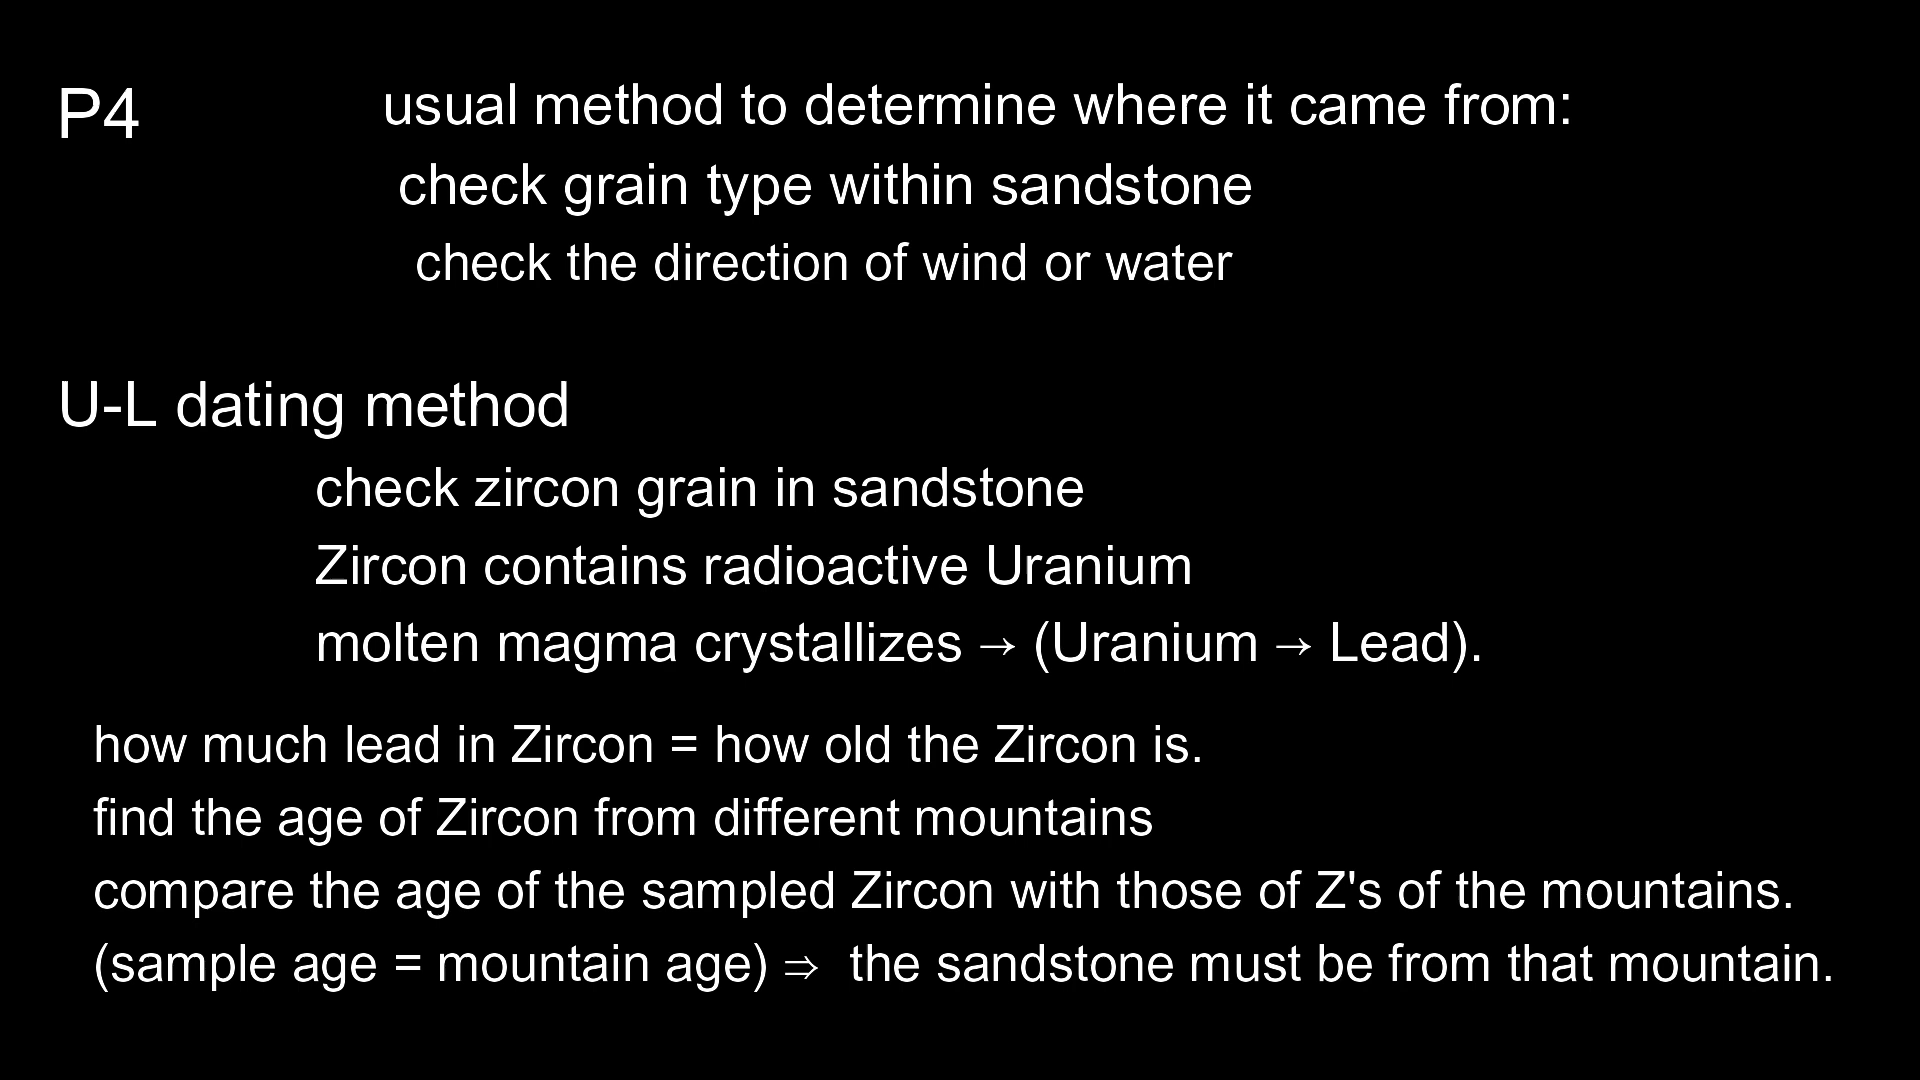 P4
usual method to determine where it came from:
check grain type within sandstone
check the direction of wind or water
U-L dating method
check zircon grain in sandstone
Zircon contains radioactive Uranium
molten magma crystallizes → (Uranium → Lead).
how much lead in Zircon = how old the Zircon is.
find the age of Zircon from different mountains
compare the age of the sampled Zircon with those of Z's of the mountains.
(sample age = mountain age) ⇒ the sandstone must be from that mountain.